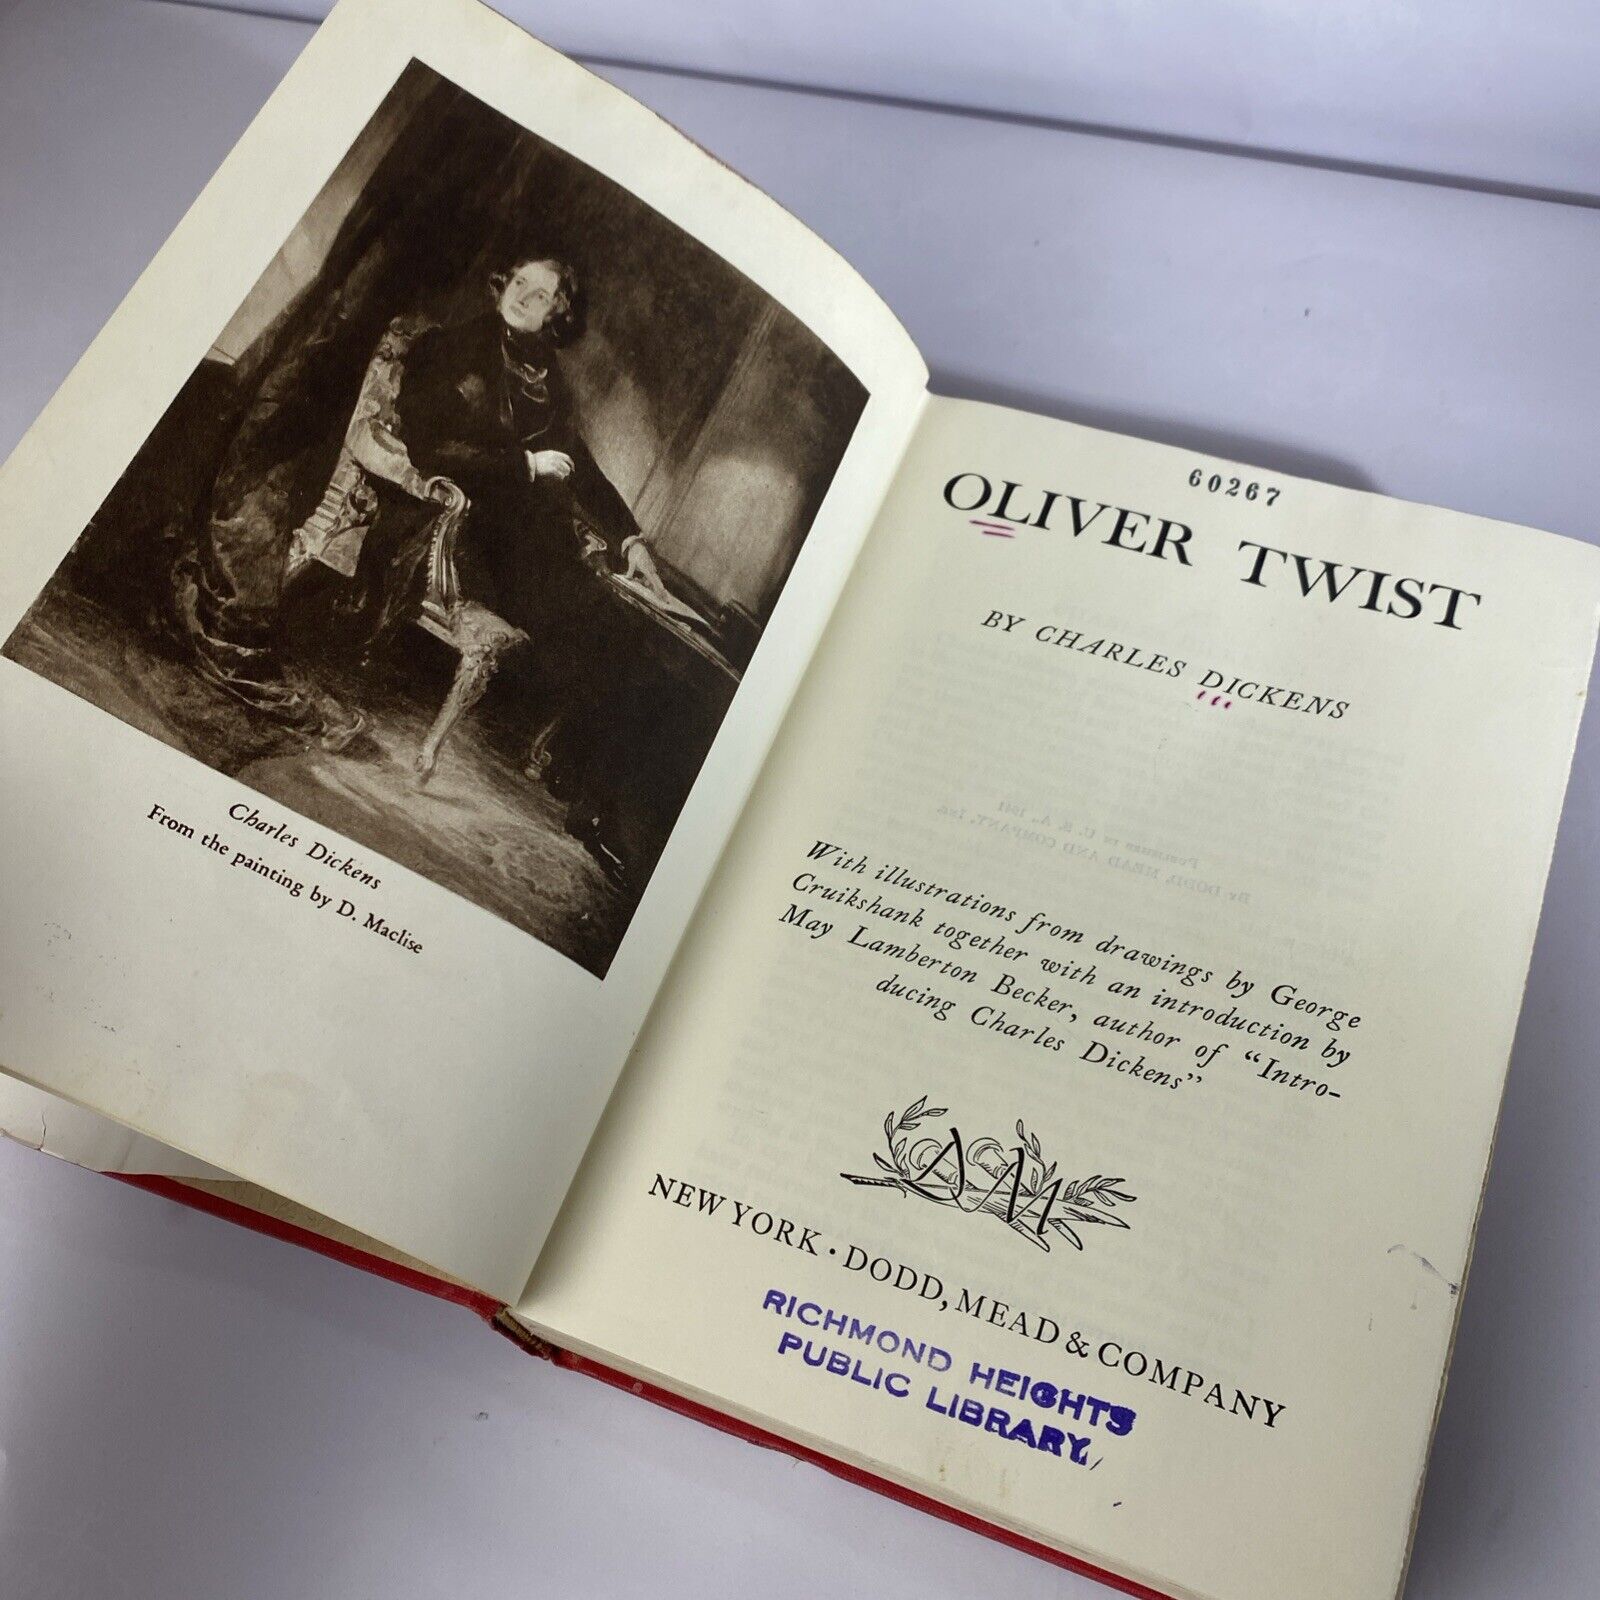 Charles Dickens
From the painting by D. Maclise
60267
OLIVER TWIST
BY CHARLES DICKENS
With illustrations from drawings by George
Cruikshank together with an introduction by
May Lamberton Becker, author of “Intro-
ducing Charles Dickens”
DM
NEW YORK · DODD, MEAD & COMPANY
RICHMOND HEIGHTS
PUBLIC LIBRARY